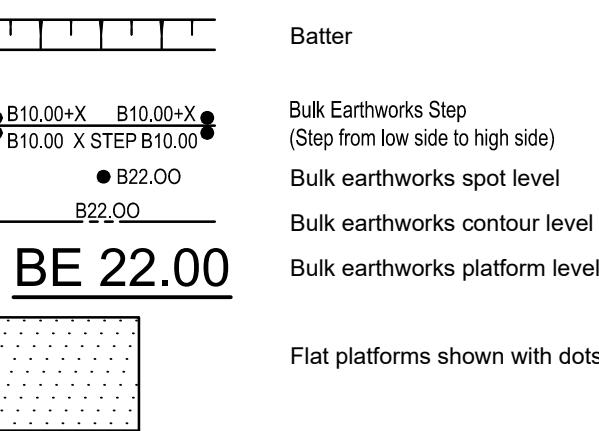 Batter
B10.00+X B10.00+X
Bulk Earthworks Step
B10.00 X STEP B10.00
(Step from low side to high side)
B22.00
Bulk earthworks spot level
B22.00
Bulk earthworks contour level
BE 22.00
Bulk earthworks platform level
Flat platforms shown with dots